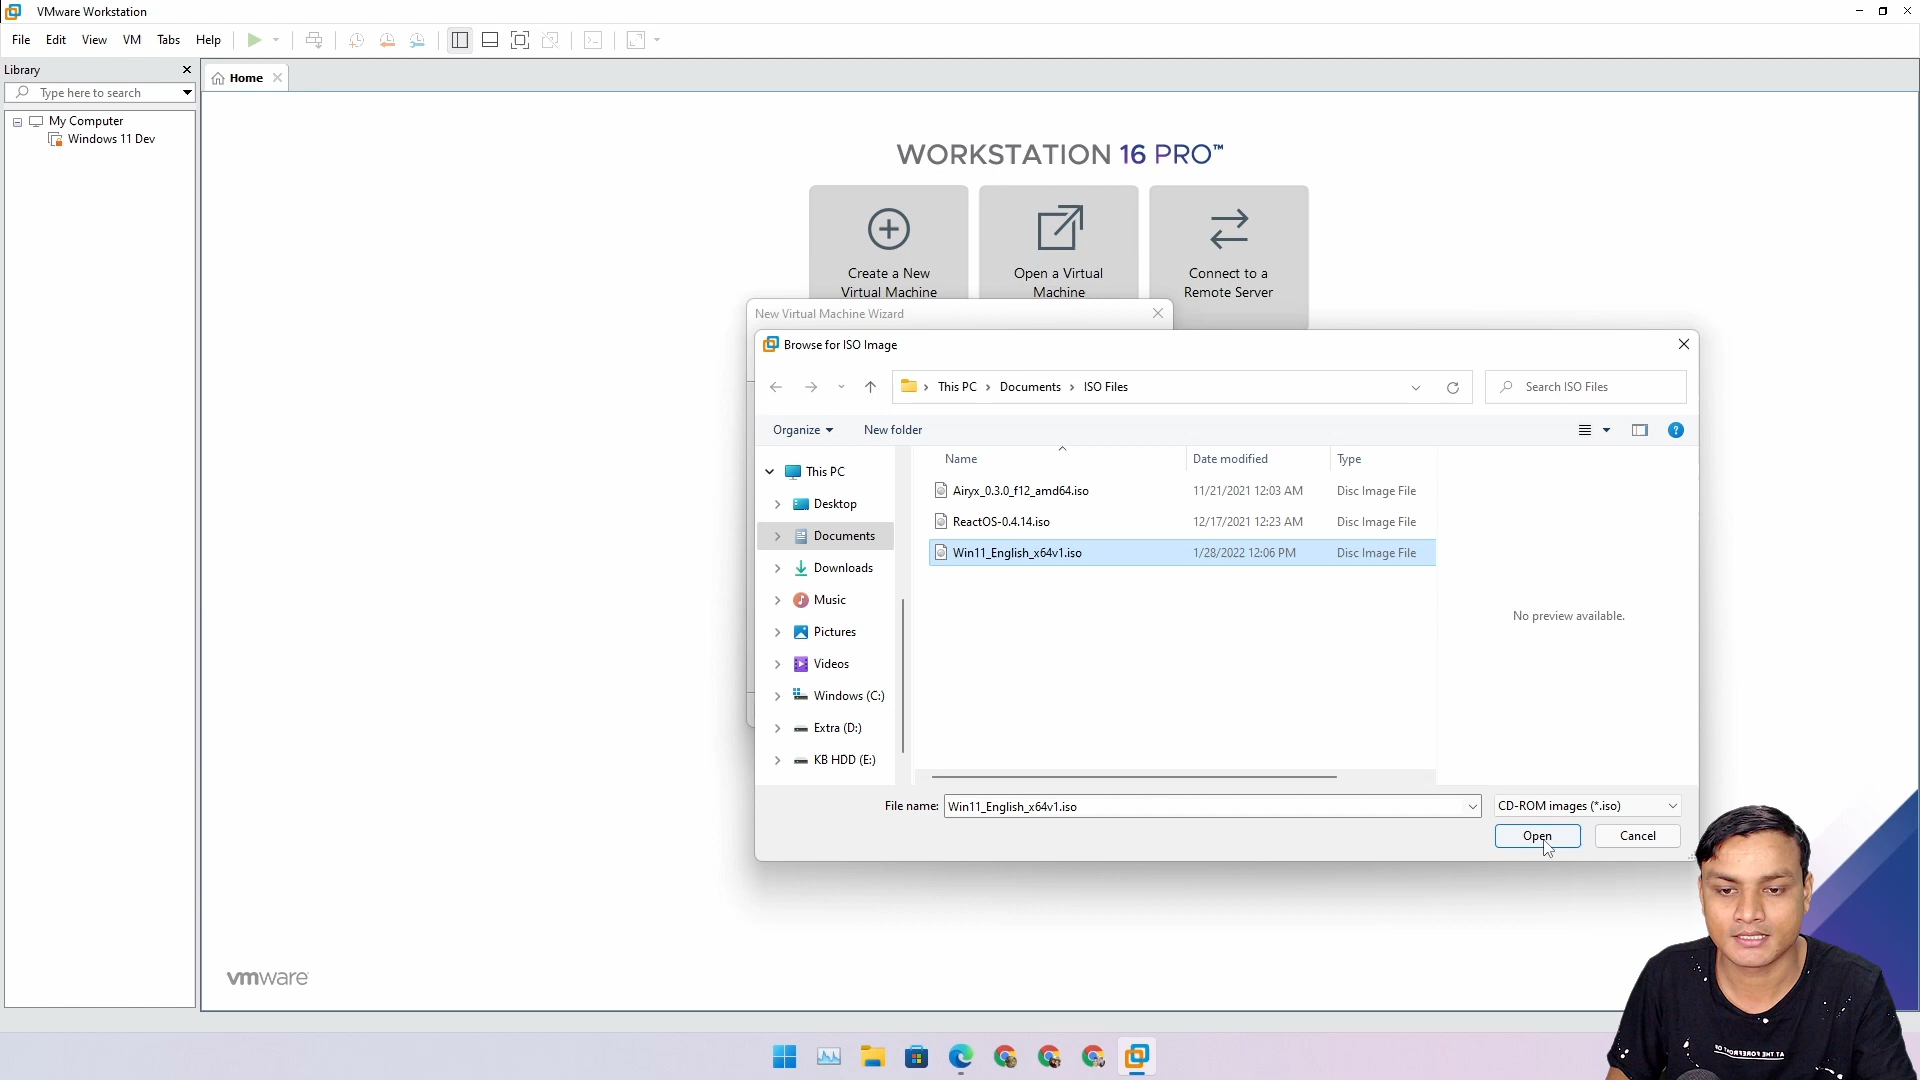 VMware Workstation
File Edit View VM Tabs Help
Library
Type here to search
Home
My Computer
Windows 11 Dev
WORKSTATION 16 PRO™
Create a New
Virtual Machine
Open a Virtual
Machine
Connect to a
Remote Server
New Virtual Machine Wizard
Browse for ISO Image
This PC › Documents › ISO Files
Search ISO Files
Organize New folder
Name Date modified Type
This PC
Desktop
Documents
Downloads
Music
Pictures
Videos
Windows (C:)
Extra (D:)
KB HDD (E:)
Airyx_0.3.0_f12_amd64.iso 11/21/2021 12:03 AM Disc Image File
ReactOS-0.4.14.iso 12/17/2021 12:23 AM Disc Image File
Win11_English_x64v1.iso 1/28/2022 12:06 PM Disc Image File
No preview available.
File name: Win11_English_x64v1.iso CD-ROM images (*.iso)
Open Cancel
vmware